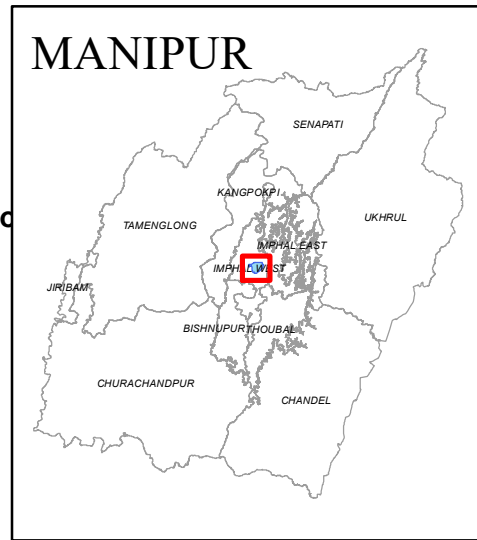 MANIPUR
SENAPATI
KANGPOKPI
UKHRUL
TAMENGLONG
IMPHAL EAST
IMPHAL WEST
JIRIBAM
BISHNUPUR
THOUBAL
CHURACHANDPUR
CHANDEL